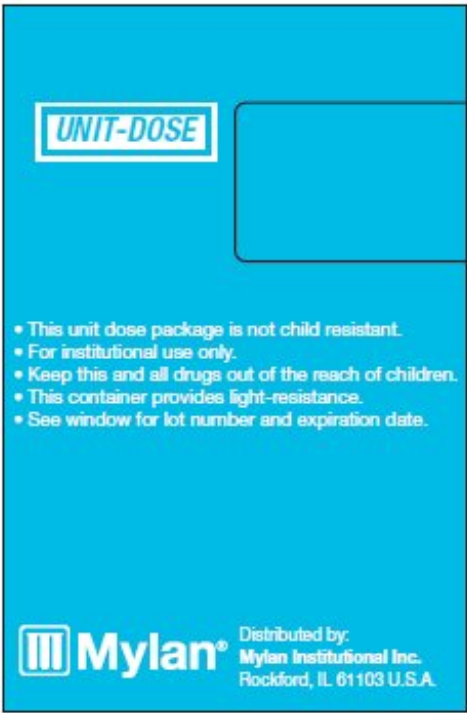 UNIT-DOSE
• This unit dose package is not child resistant.
• For institutional use only.
• Keep this and all drugs out of the reach of children.
• This container provides light-resistance.
• See window for lot number and expiration date.
Mylan®
Distributed by:
Mylan Institutional Inc.
Rockford, IL 61103 U.S.A.